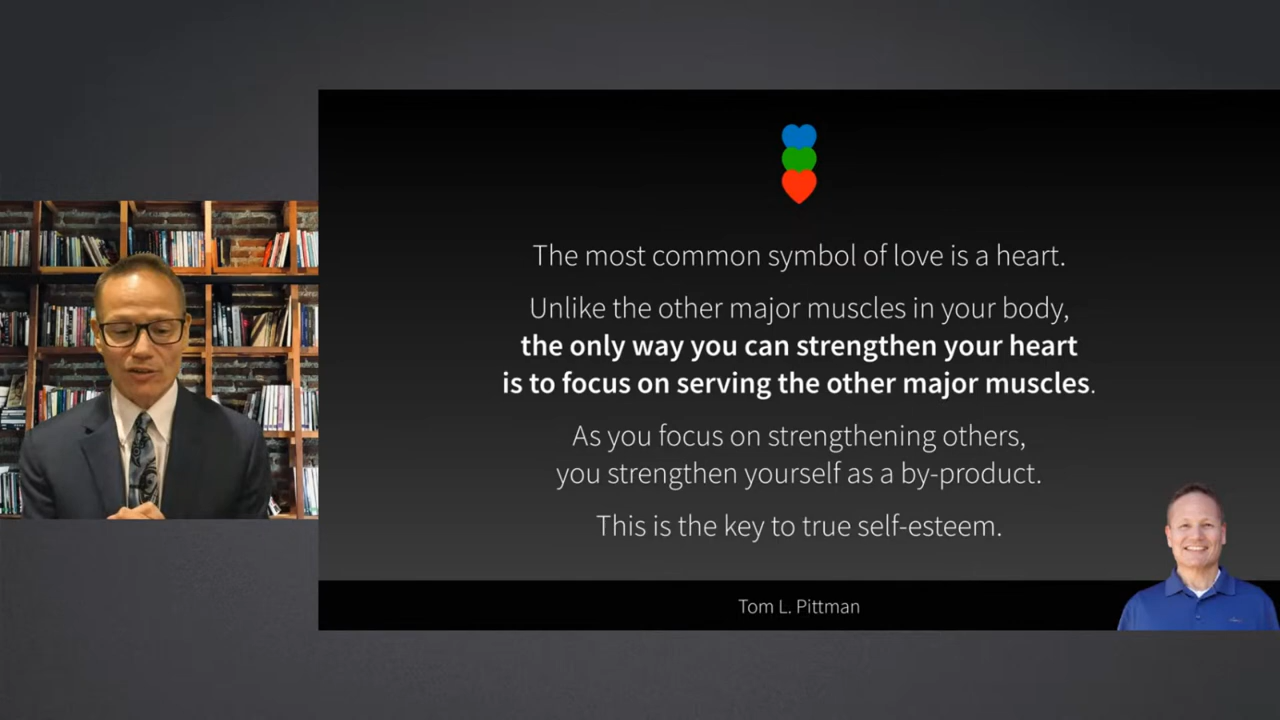 The most common symbol of love is a heart.
Unlike the other major muscles in your body,
the only way you can strengthen your heart
is to focus on serving the other major muscles.
As you focus on strengthening others,
you strengthen yourself as a by-product.
This is the key to true self-esteem.
Tom L. Pittman